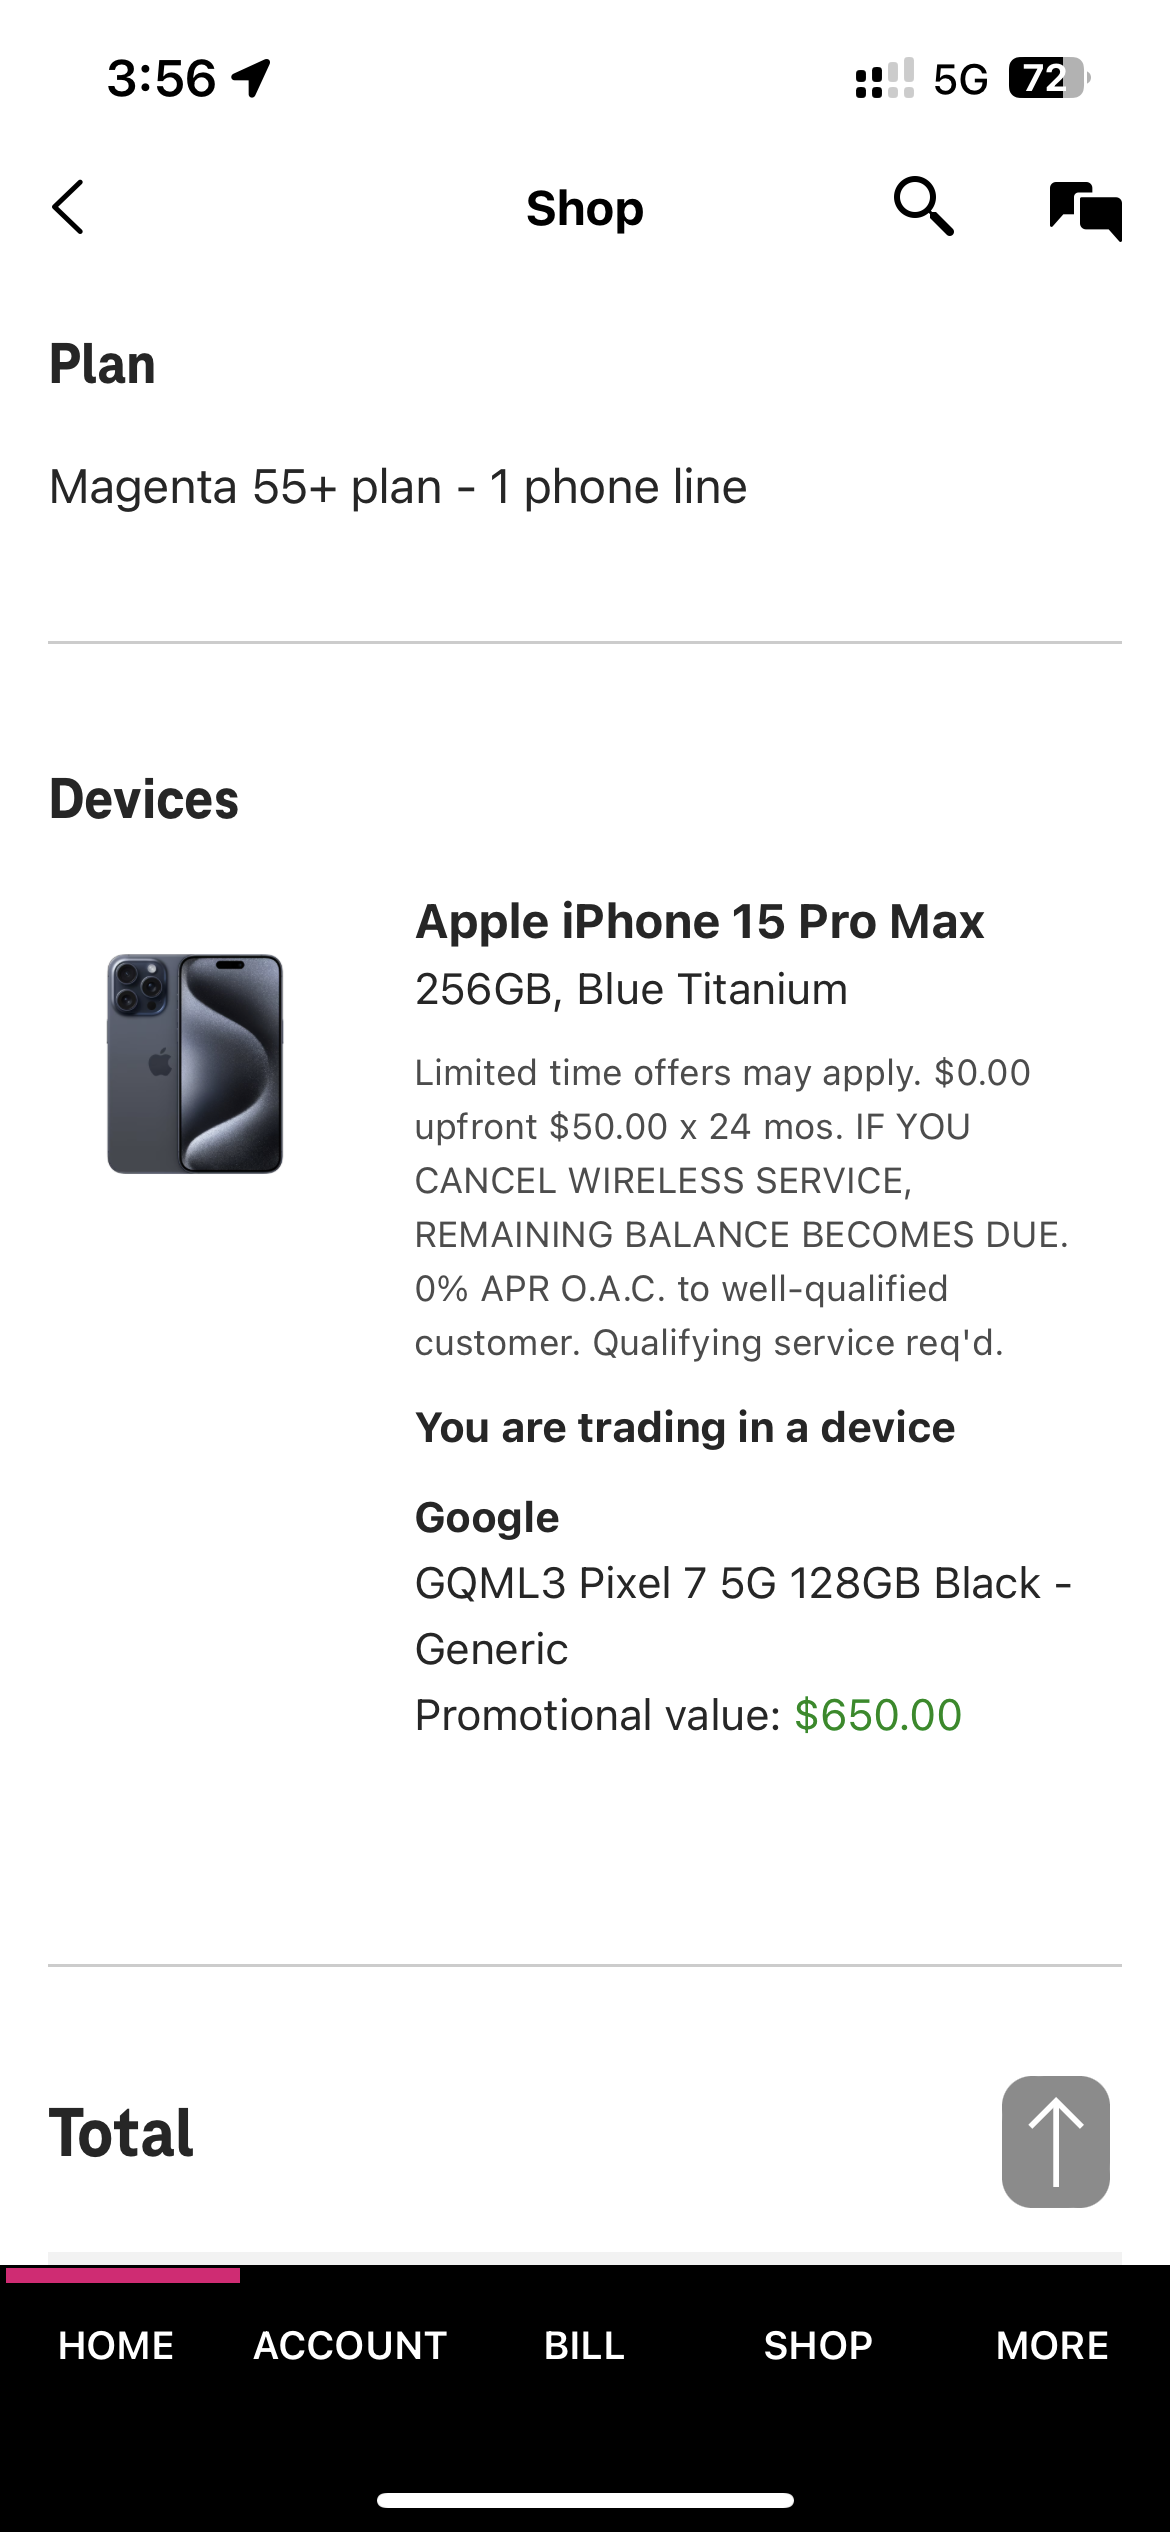 3:56
5G 72
Shop
Plan
Magenta 55+ plan - 1 phone line
Devices
Apple iPhone 15 Pro Max
256GB, Blue Titanium
Limited time offers may apply. $0.00
upfront $50.00 x 24 mos. IF YOU
CANCEL WIRELESS SERVICE,
REMAINING BALANCE BECOMES DUE.
0% APR O.A.C. to well-qualified
customer. Qualifying service req'd.
You are trading in a device
Google
GQML3 Pixel 7 5G 128GB Black -
Generic
Promotional value: $650.00
Total
HOME ACCOUNT BILL SHOP MORE